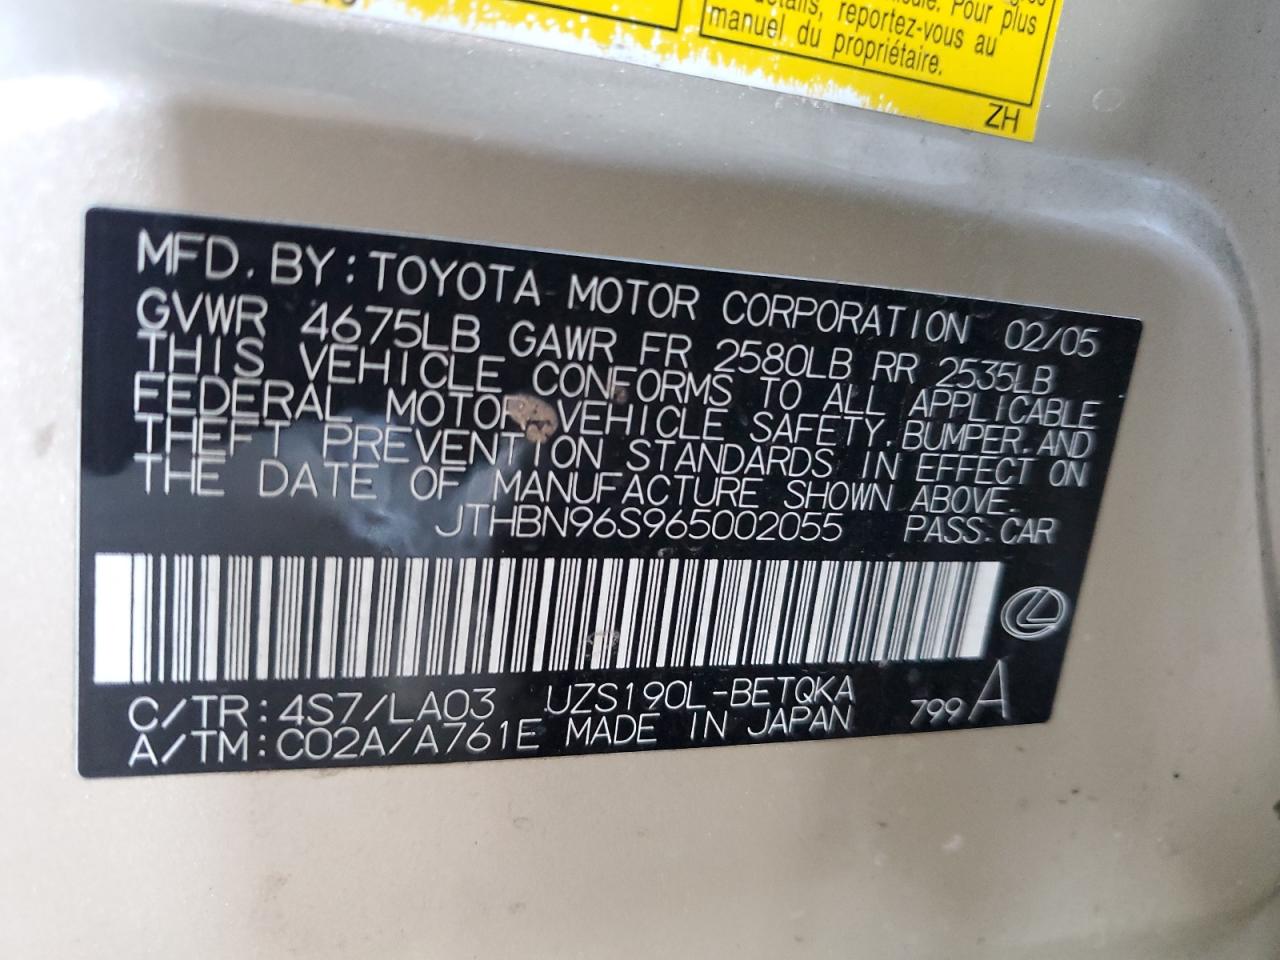 cule. Pour plus
détails, reportez-vous au
manuel du propriétaire.
ZH
MFD. BY: TOYOTA MOTOR CORPORATION 02/05
GVWR 4675LB GAWR FR 2580LB RR 2535LB
THIS VEHICLE CONFORMS TO ALL APPLICABLE
FEDERAL MOTOR VEHICLE SAFETY, BUMPER, AND
THEFT PREVENTION STANDARDS IN EFFECT ON
THE DATE OF MANUFACTURE SHOWN ABOVE.
JTHBN96S965002055 PASS. CAR
C/TR: 4S7/LA03 UZS190L-BETQKA 799 A
A/TM: C02A/A761E MADE IN JAPAN